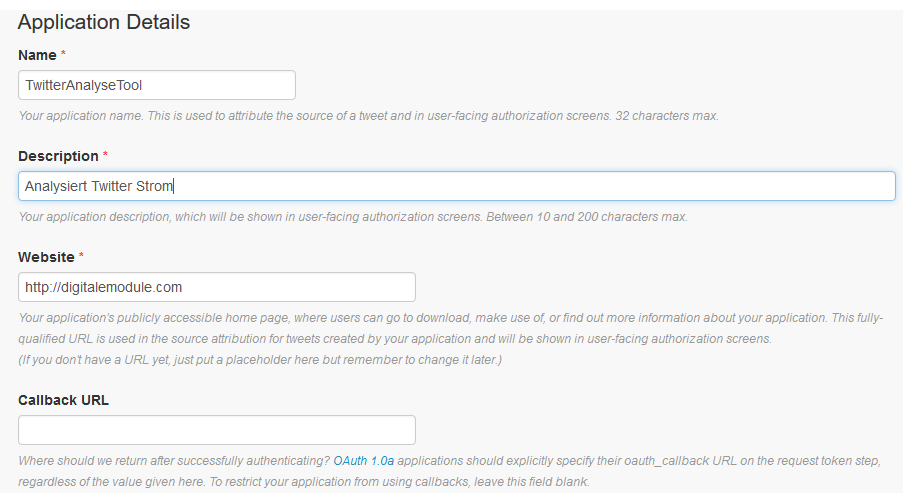 Application Details
Name *
TwitterAnalyseTool
Your application name. This is used to attribute the source of a tweet and in user-facing authorization screens. 32 characters max.
Description *
Analysiert Twitter Strom
Your application description, which will be shown in user-facing authorization screens. Between 10 and 200 characters max.
Website *
http://digitalemodule.com
Your application's publicly accessible home page, where users can go to download, make use of, or find out more information about your application. This fully-
qualified URL is used in the source attribution for tweets created by your application and will be shown in user-facing authorization screens.
(If you don't have a URL yet, just put a placeholder here but remember to change it later.)
Callback URL
Where should we return after successfully authenticating? OAuth 1.0a applications should explicitly specify their oauth_callback URL on the request token step,
regardless of the value given here. To restrict your application from using callbacks, leave this field blank.